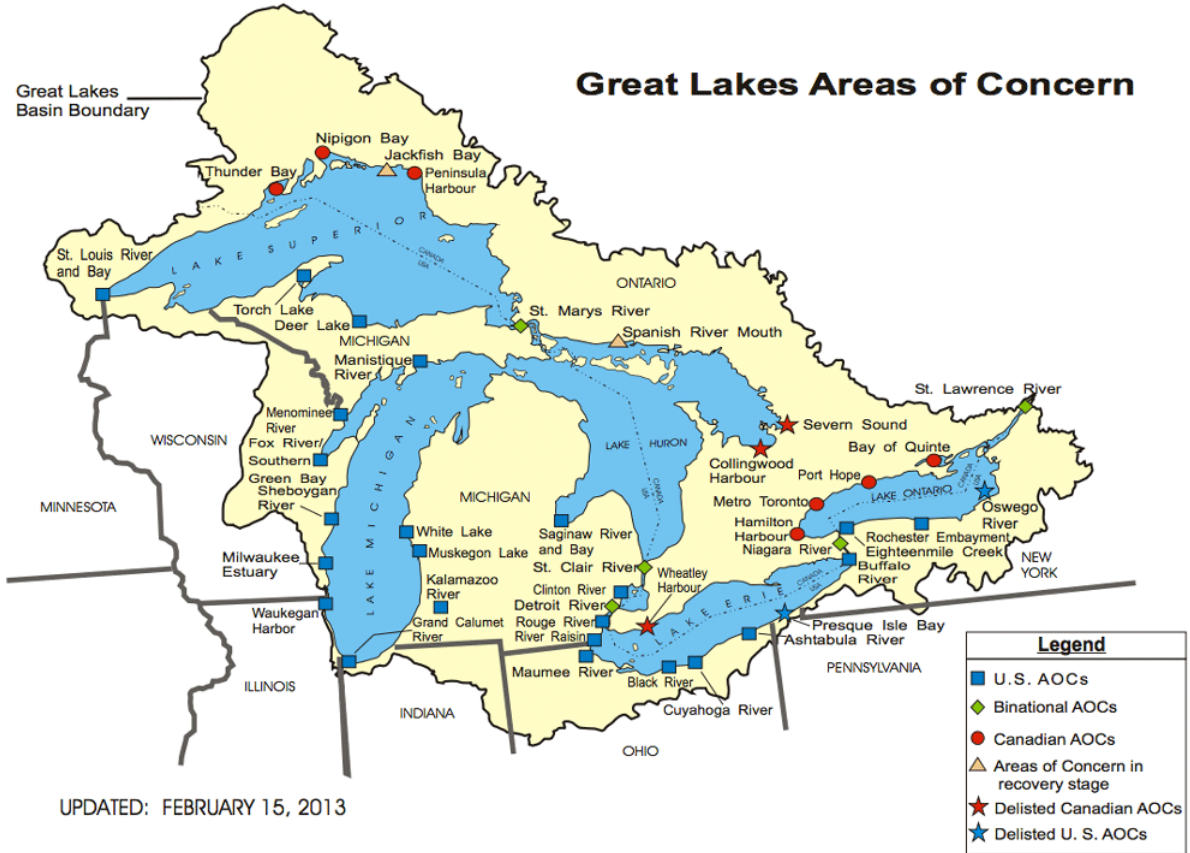 Great Lakes Areas of Concern
Great Lakes
Basin Boundary
Nipigon Bay
Jackfish Bay
Thunder Bay
Peninsula
Harbour
St. Louis River
and Bay
LAKE SUPERIOR
CANADA
USA
ONTARIO
Torch Lake
Deer Lake
St. Marys River
MICHIGAN
Spanish River Mouth
Manistique
River
St. Lawrence River
Menominee
River
Severn Sound
WISCONSIN
Fox River/
Southern
Green Bay
LAKE MICHIGAN
LAKE HURON
Bay of Quinte
Collingwood
Harbour
Port Hope
CANADA
USA
CANADA
USA
Sheboygan
River
MICHIGAN
Metro Toronto
LAKE ONTARIO
MINNESOTA
Oswego
River
White Lake
Saginaw River
and Bay
Hamilton
Harbour
Rochester Embayment
Muskegon Lake
Niagara River
Eighteenmile Creek
NEW
YORK
Milwaukee
Estuary
St. Clair River
Wheatley
Harbour
Buffalo
River
Kalamazoo
River
Clinton River
CANADA
USA
Waukegan
Harbor
Detroit River
LAKE ERIE
Grand Calumet
River
Rouge River
Presque Isle Bay
River Raisin
Ashtabula River
Maumee River
PENNSYLVANIA
Black River
ILLINOIS
Cuyahoga River
INDIANA
OHIO
Legend
U.S. AOCs
Binational AOCs
Canadian AOCs
Areas of Concern in
recovery stage
Delisted Canadian AOCs
Delisted U. S. AOCs
UPDATED: FEBRUARY 15, 2013